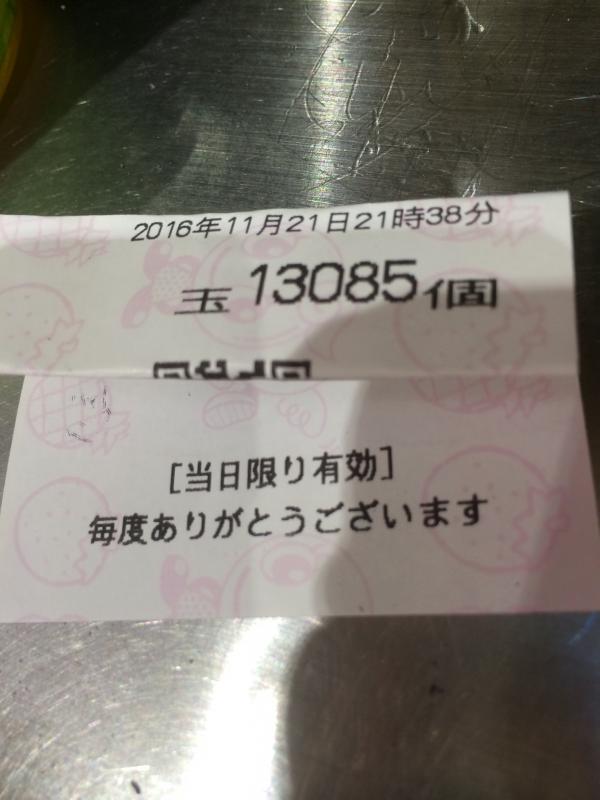 2016年11月21日21時38分
玉 13085個
[当日限り有効]
毎度ありがとうございます